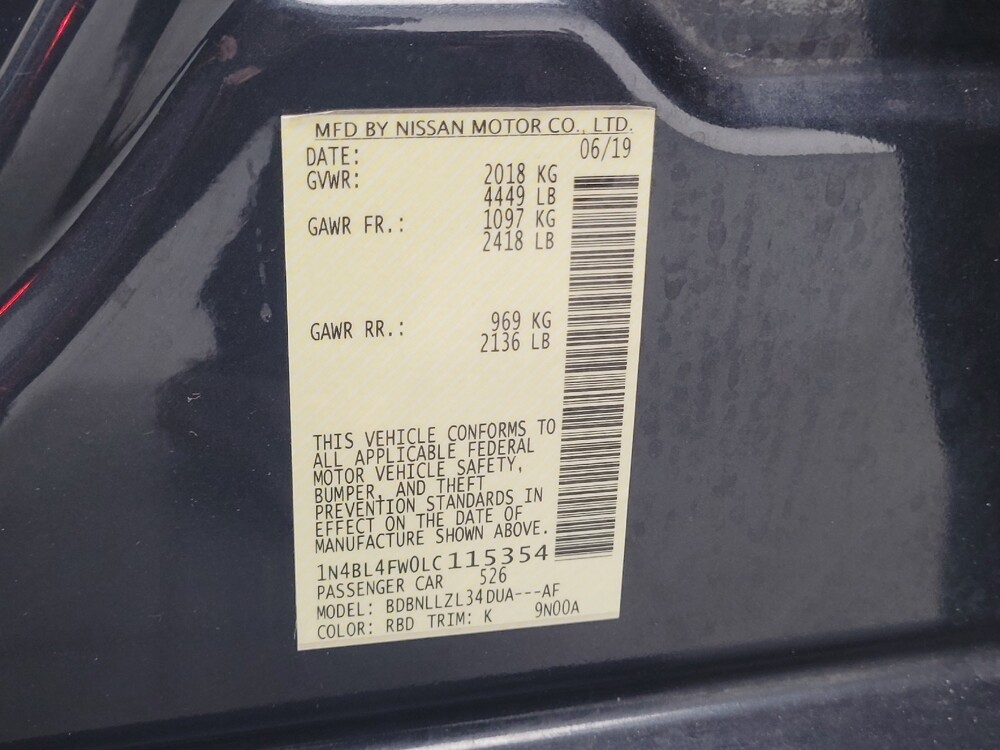 MFD BY NISSAN MOTOR CO., LTD.
DATE: 06/19
GVWR: 2018 KG
4449 LB
GAWR FR.: 1097 KG
2418 LB
GAWR RR.: 969 KG
2136 LB
THIS VEHICLE CONFORMS TO
ALL APPLICABLE FEDERAL
MOTOR VEHICLE SAFETY,
BUMPER, AND THEFT
PREVENTION STANDARDS IN
EFFECT ON THE DATE OF
MANUFACTURE SHOWN ABOVE.
1N4BL4FW0LC115354
PASSENGER CAR 526
MODEL: BDBNLLZL34DUA---AF
COLOR: RBD TRIM: K 9N00A